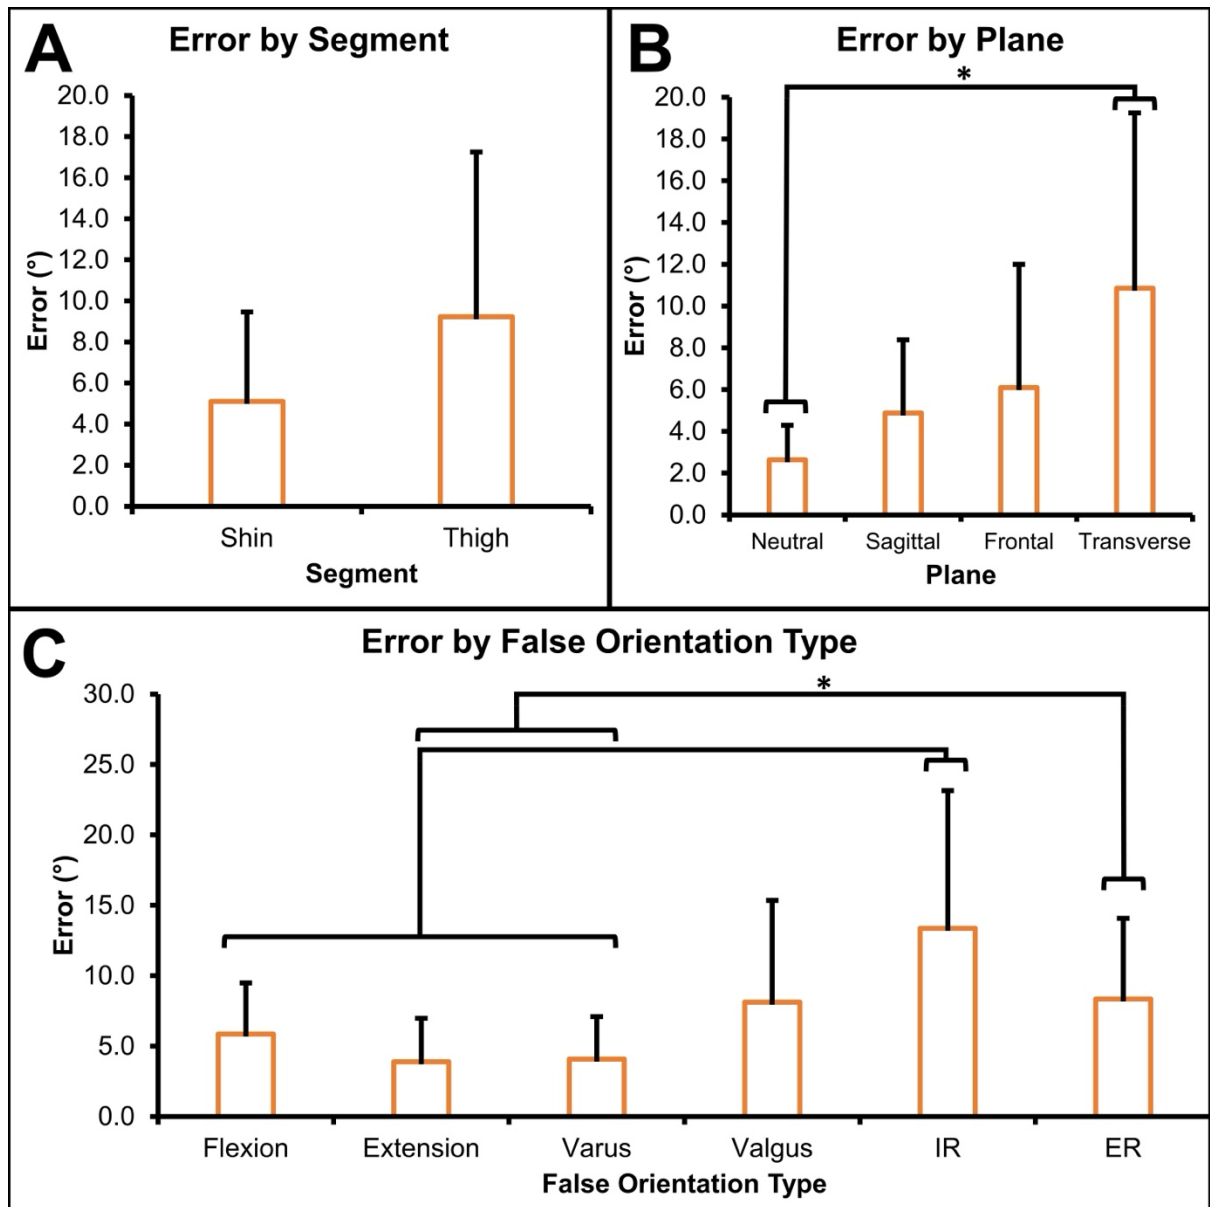 A
Error by Segment
20.0
18.0
16.0
14.0
12.0
10.0
8.0
6.0
4.0
2.0
0.0
Error (°)
Shin Thigh
Segment
B
Error by Plane
*
20.0
18.0
16.0
14.0
12.0
10.0
8.0
6.0
4.0
2.0
0.0
Error (°)
Neutral Sagittal Frontal Transverse
Plane
C
Error by False Orientation Type
*
30.0
25.0
20.0
15.0
10.0
5.0
0.0
Error (°)
Flexion Extension Varus Valgus IR ER
False Orientation Type